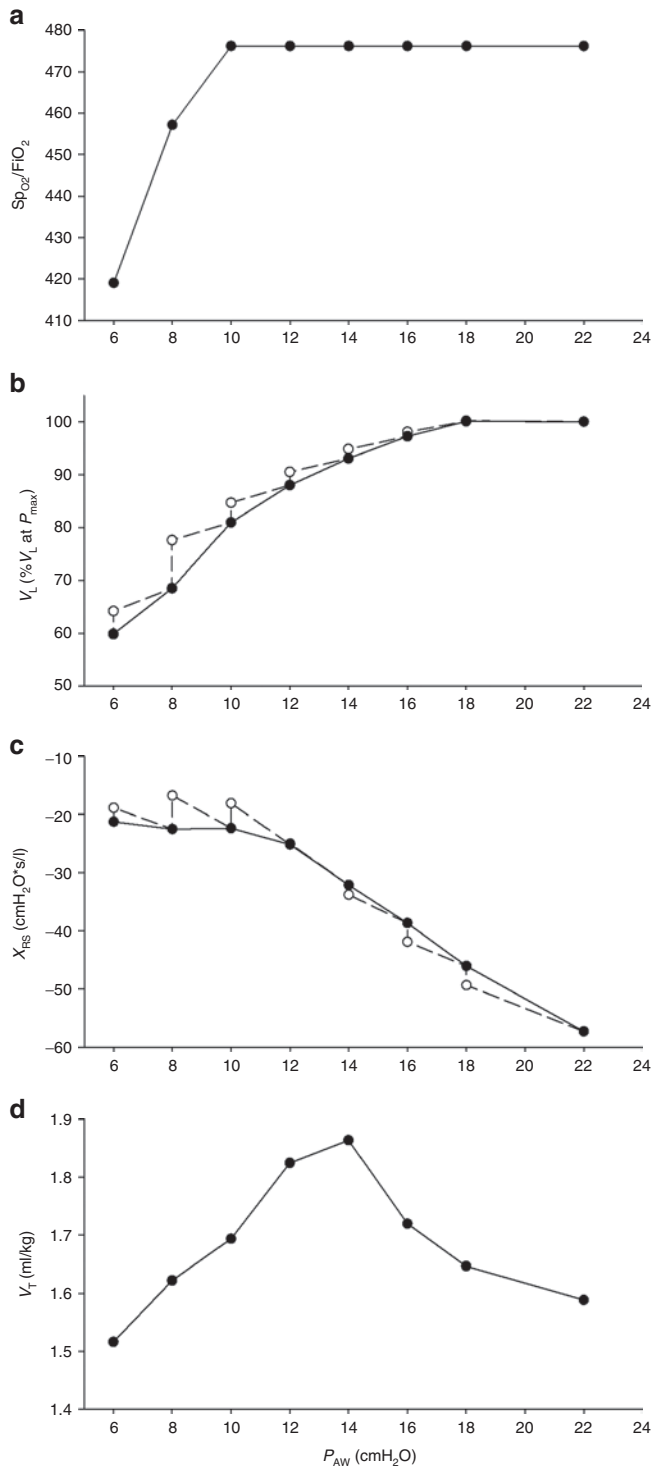 a
480
470
460
450
440
430
420
410
SpO2/FiO2
6 8 10 12 14 16 18 20 22 24
b
100
90
80
70
60
50
VL (%VL at Pmax)
6 8 10 12 14 16 18 20 22 24
c
–10
–20
–30
–40
–50
–60
XRS (cmH2O*s/l)
6 8 10 12 14 16 18 20 22 24
d
1.9
1.8
1.7
1.6
1.5
1.4
VT (ml/kg)
6 8 10 12 14 16 18 20 22 24
PAW (cmH2O)